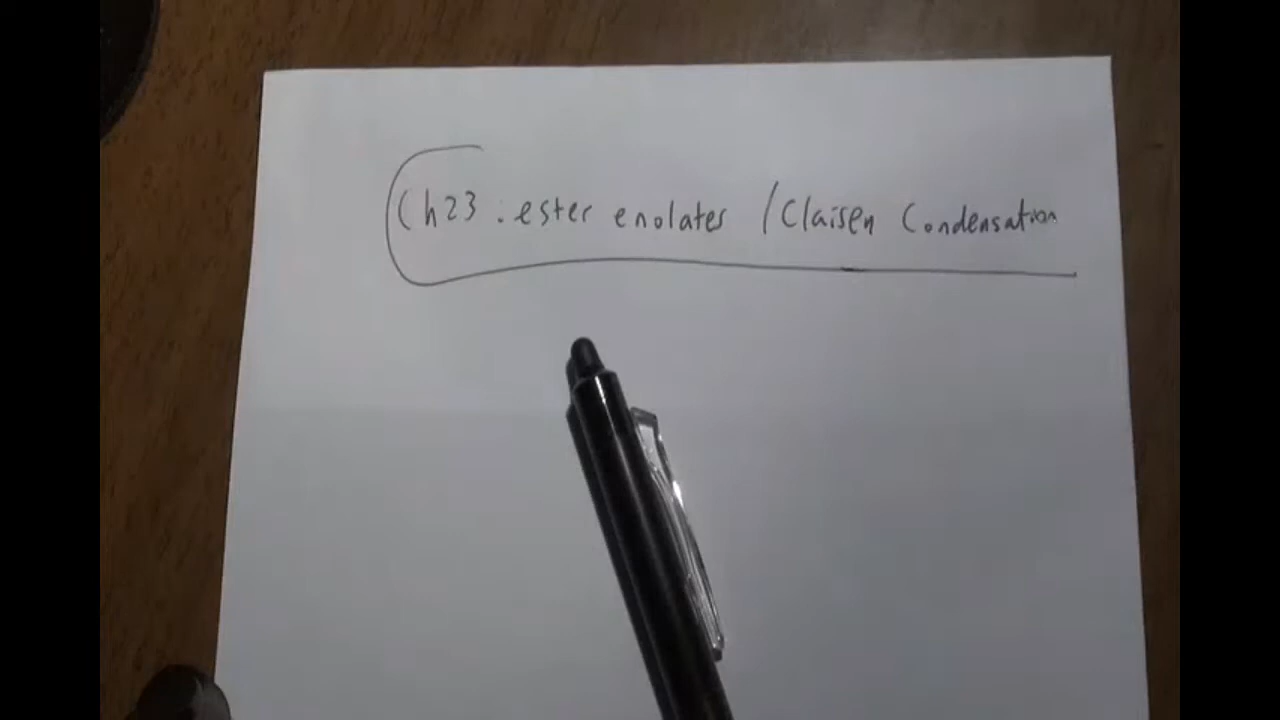 Ch23 : ester enolates / Claisen Condensation